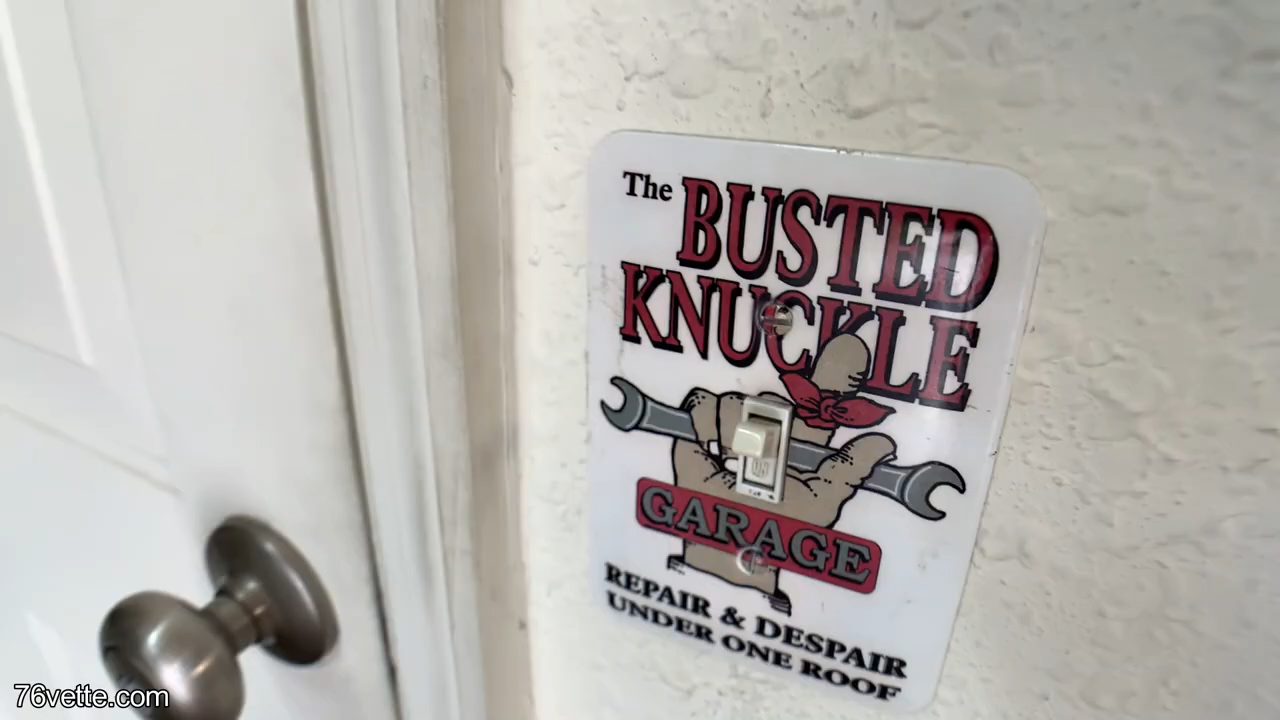 The BUSTED
KNUCKLE
GARAGE
REPAIR & DESPAIR
UNDER ONE ROOF
76vette.com